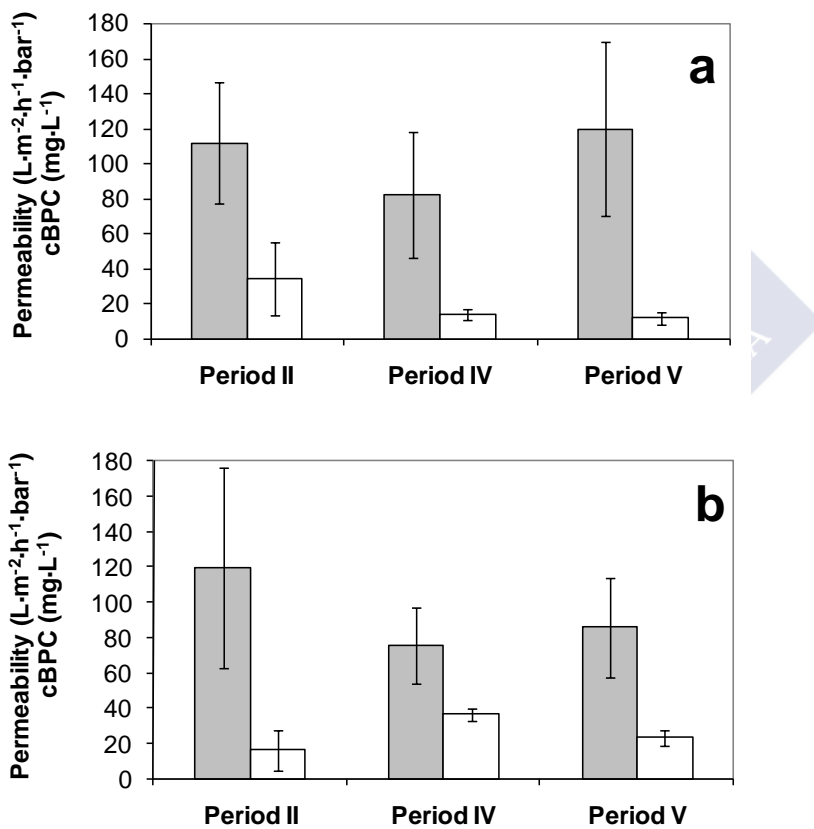 Permeability (L·m-2·h-1·bar-1)
cBPC (mg·L-1)
180
160
140
120
100
80
60
40
20
0
a
Period II Period IV Period V
Permeability (L·m-2·h-1·bar-1)
cBPC (mg·L-1)
180
160
140
120
100
80
60
40
20
0
b
Period II Period IV Period V